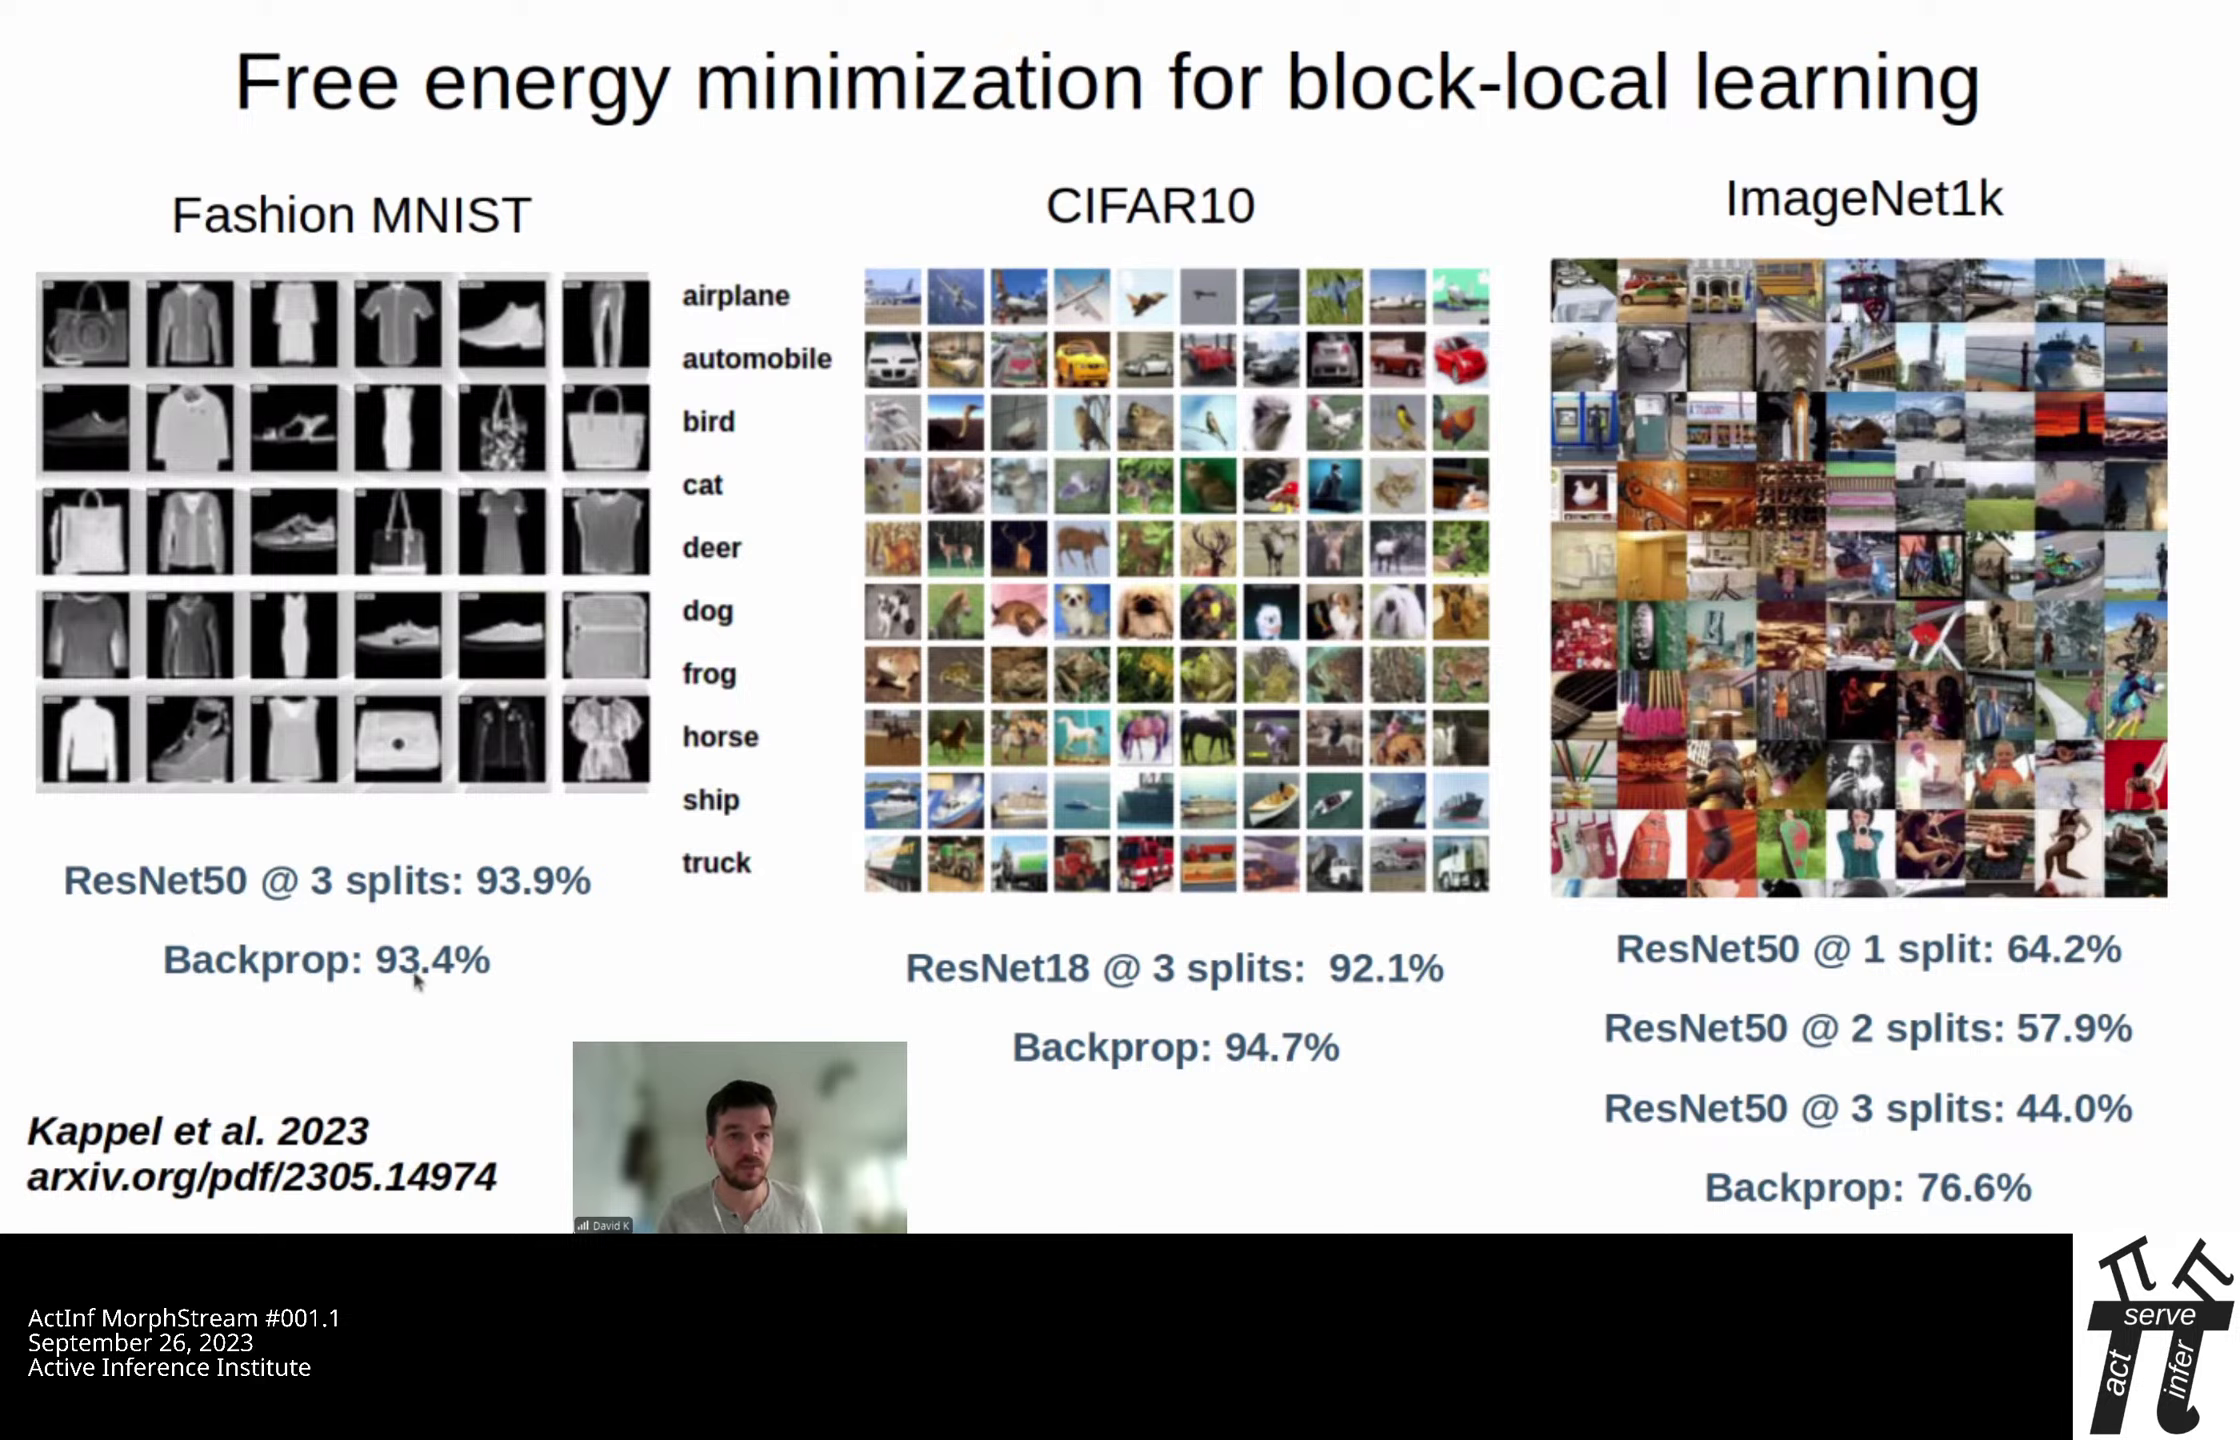 Free energy minimization for block-local learning
Fashion MNIST
CIFAR10
ImageNet1k
airplane
automobile
bird
cat
deer
dog
frog
horse
ship
truck
ResNet50 @ 3 splits: 93.9%
Backprop: 93.4%
ResNet18 @ 3 splits: 92.1%
Backprop: 94.7%
ResNet50 @ 1 split: 64.2%
ResNet50 @ 2 splits: 57.9%
ResNet50 @ 3 splits: 44.0%
Backprop: 76.6%
Kappel et al. 2023
arxiv.org/pdf/2305.14974
David K
ActInf MorphStream #001.1
September 26, 2023
Active Inference Institute
serve
act
infer